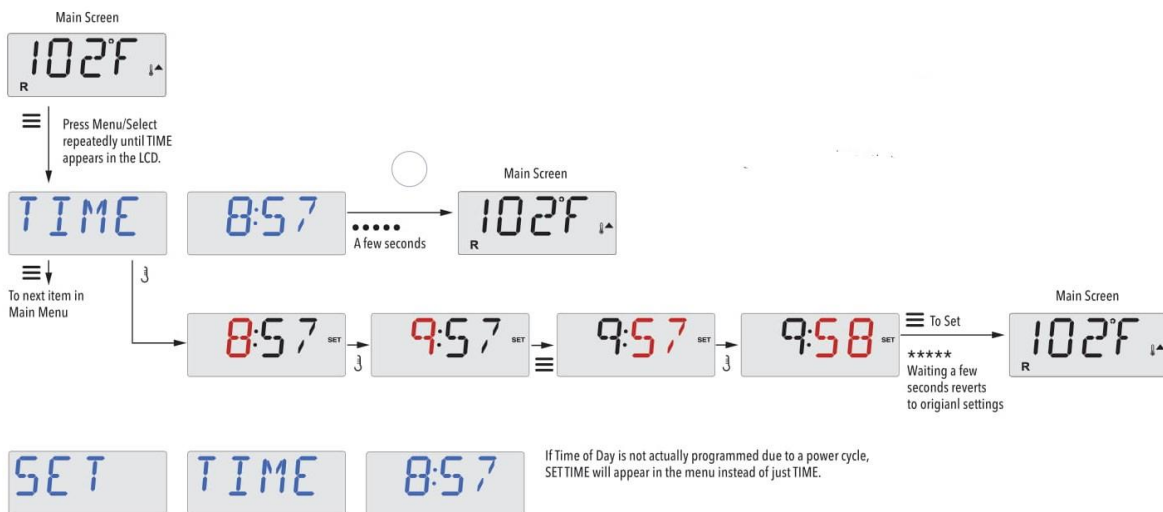 Main Screen
102°F
R
Press Menu/Select
repeatedly until TIME
appears in the LCD.
TIME
8:57
A few seconds
Main Screen
102°F
R
To next item in
Main Menu
8:57 SET
9:57 SET
9:57 SET
9:58 SET
To Set
*****
Waiting a few
seconds reverts
to origianl settings
Main Screen
102°F
R
SET
TIME
8:57
If Time of Day is not actually programmed due to a power cycle,
SET TIME will appear in the menu instead of just TIME.